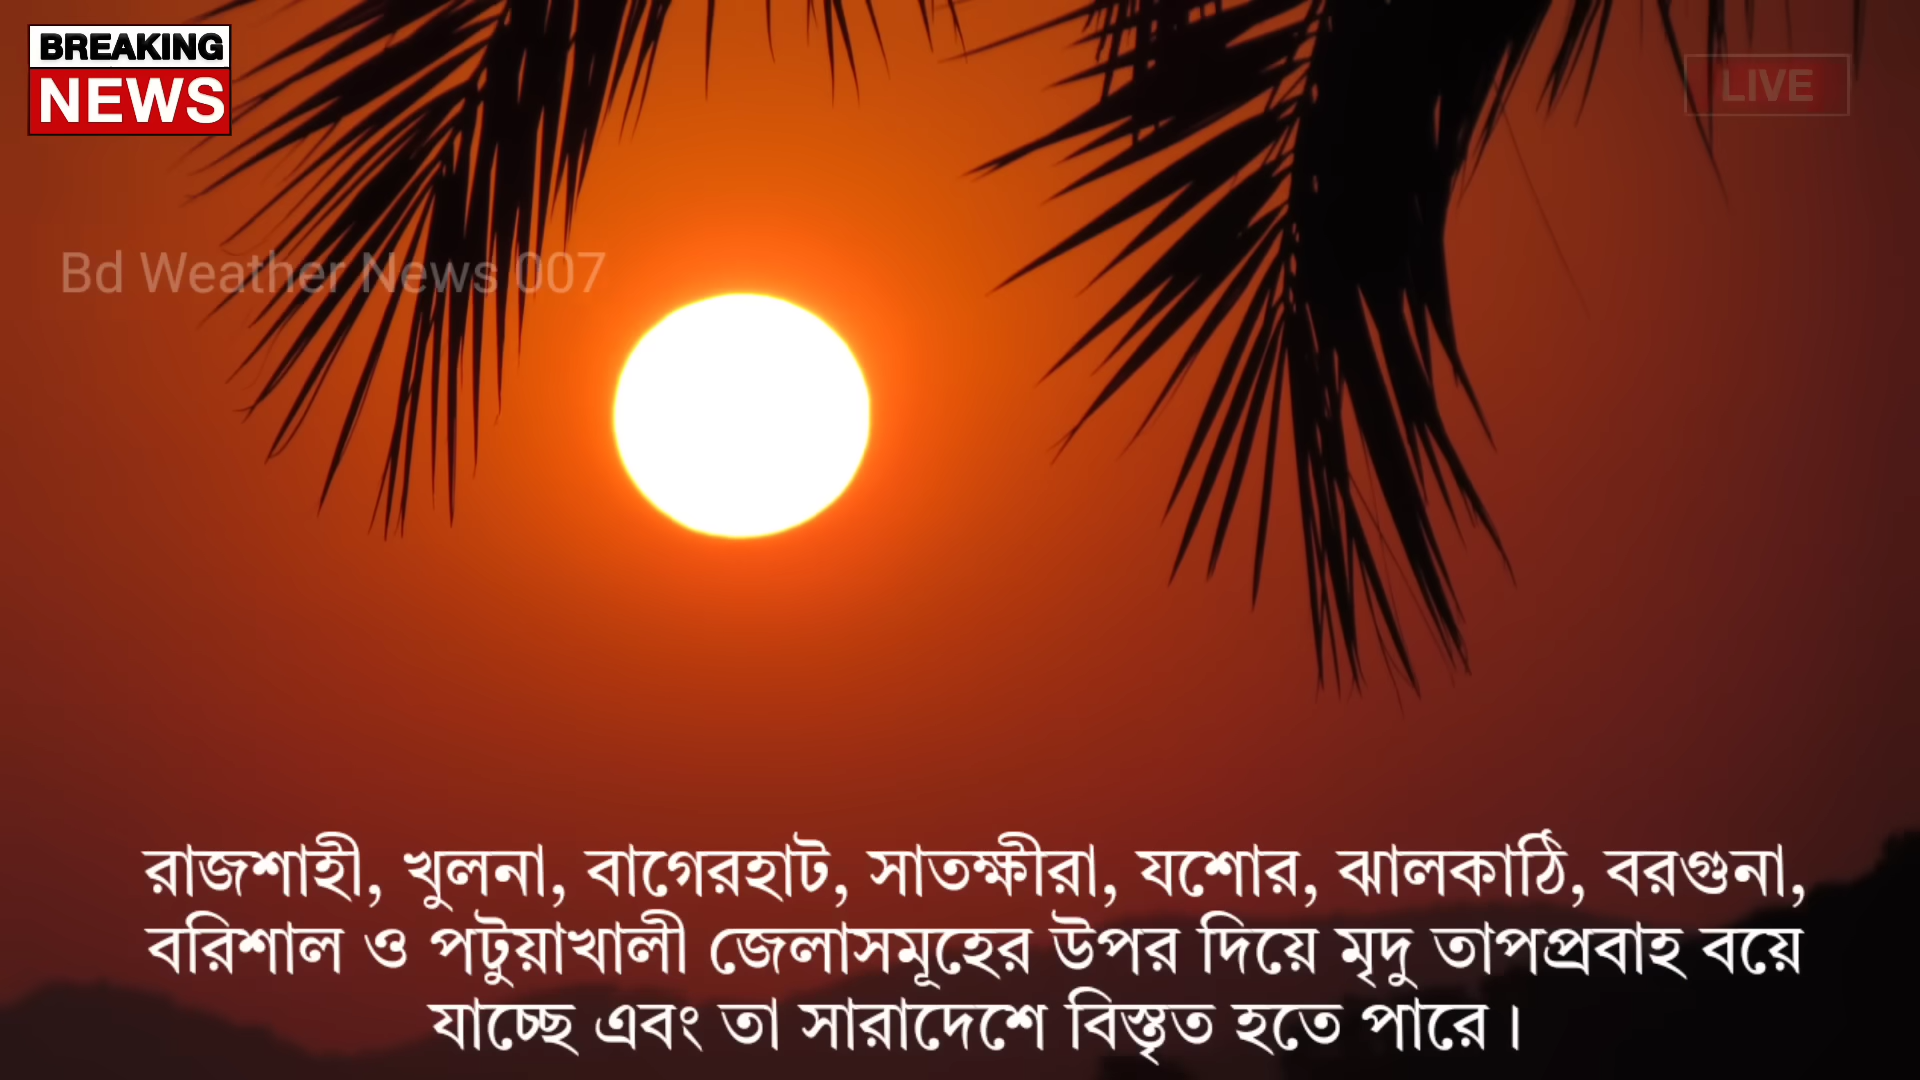 BREAKING
NEWS
LIVE
Bd Weather News 007
রাজশাহী, খুলনা, বাগেরহাট, সাতক্ষীরা, যশোর, ঝালকাঠি, বরগুনা,
বরিশাল ও পটুয়াখালী জেলাসমূহের উপর দিয়ে মৃদু তাপপ্রবাহ বয়ে
যাচ্ছে এবং তা সারাদেশে বিস্তৃত হতে পারে।